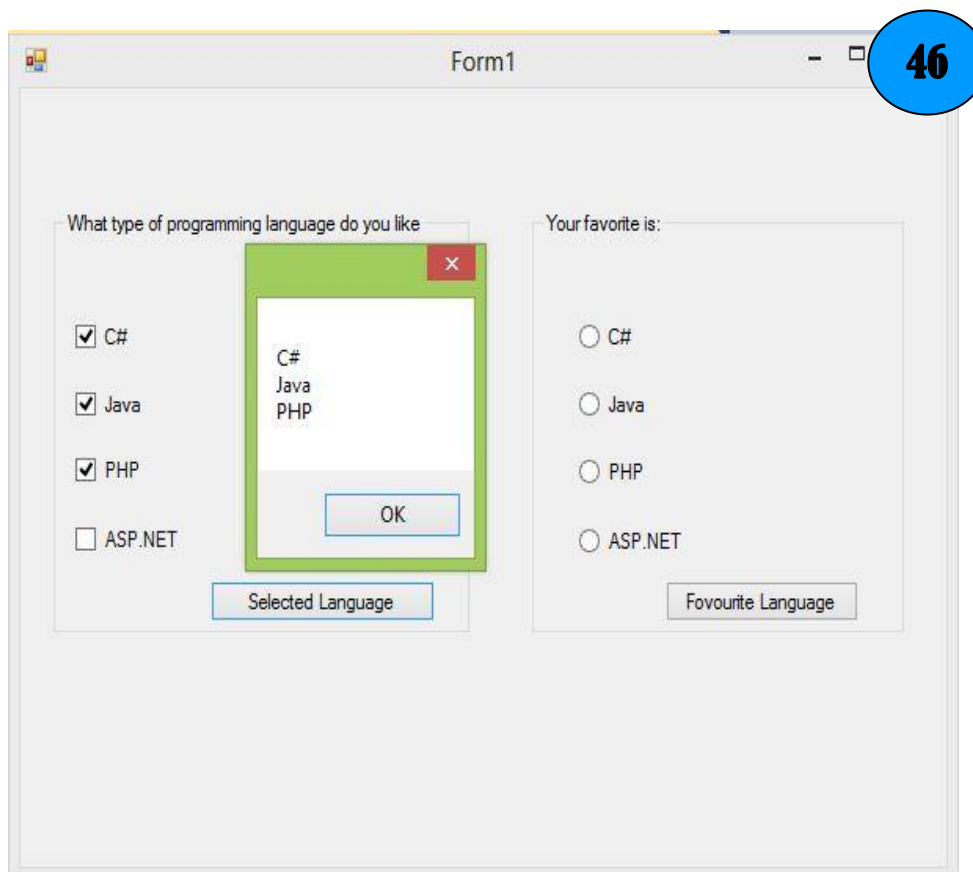 46
Form1
What type of programming language do you like
C#
Java
PHP
ASP.NET
Selected Language
C#
Java
PHP
OK
Your favorite is:
C#
Java
PHP
ASP.NET
Fovourite Language